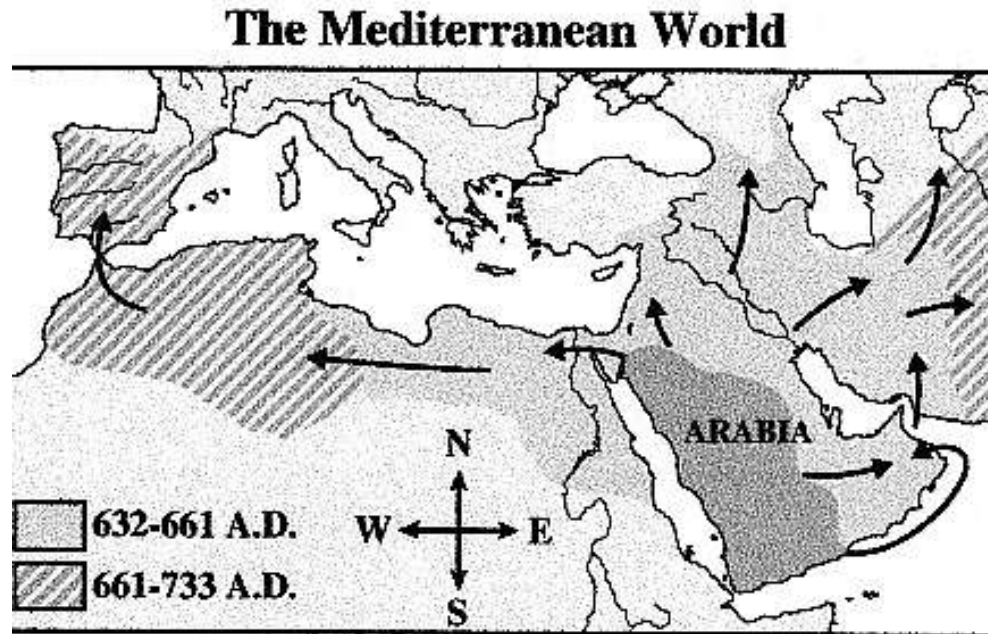 The Mediterranean World
ARABIA
N
W E
S
632-661 A.D.
661-733 A.D.